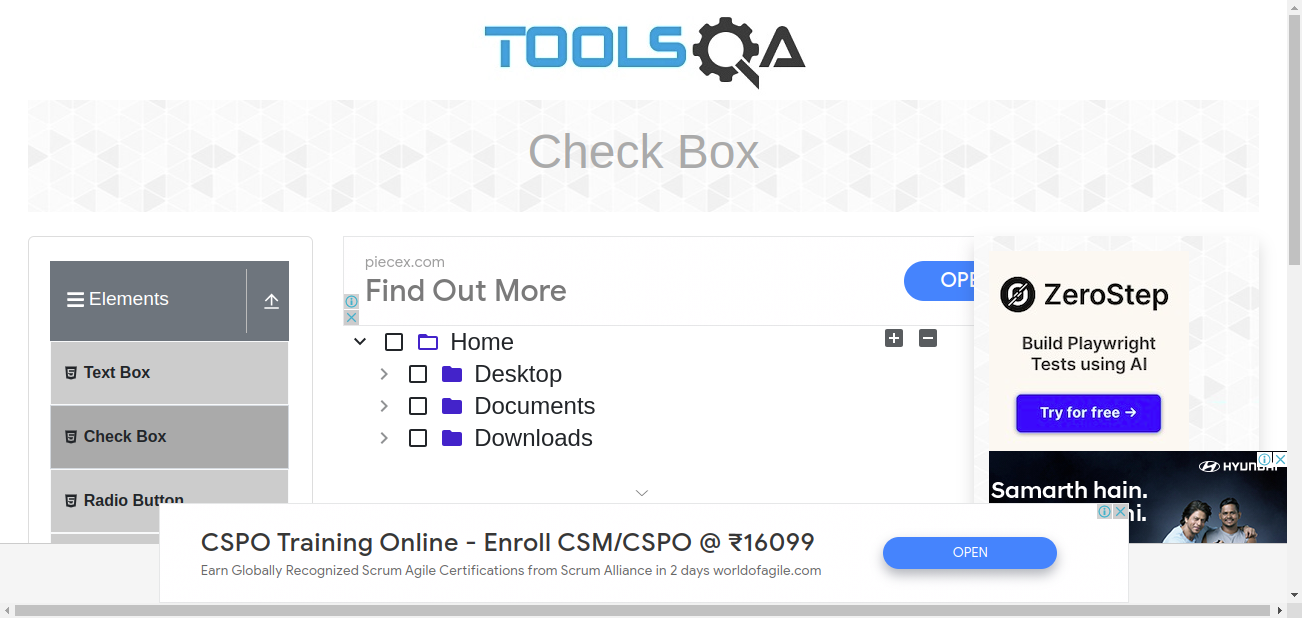 TOOLSQA
Check Box
Elements
Text Box
Check Box
Radio Button
piecex.com
Find Out More
OPE
Home
Desktop
Documents
Downloads
ZeroStep
Build Playwright
Tests using AI
Try for free →
HYUNDAI
Samarth hain.
ni.
CSPO Training Online - Enroll CSM/CSPO @ ₹16099
Earn Globally Recognized Scrum Agile Certifications from Scrum Alliance in 2 days worldofagile.com
OPEN